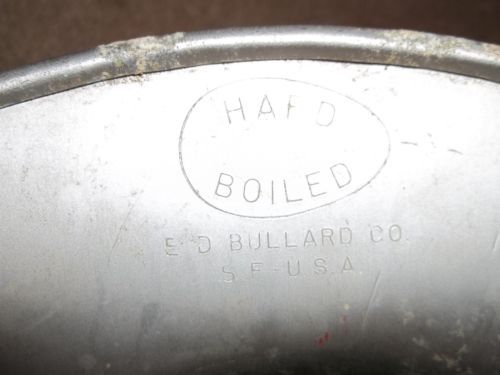 HARD
BOILED
E D BULLARD CO.
S F U.S.A